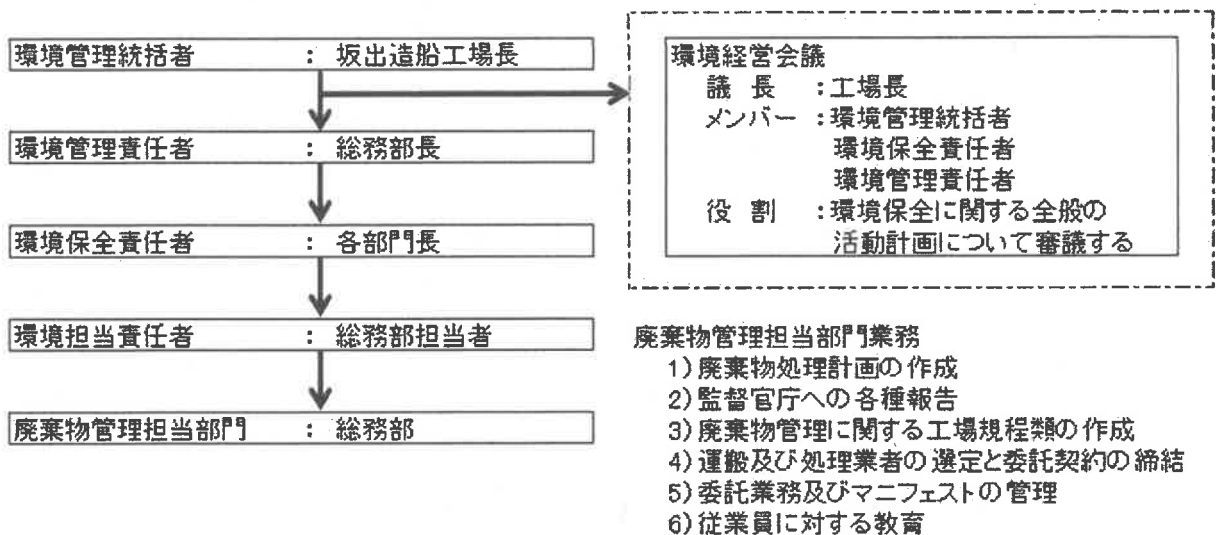 環境管理統括者 : 坂出造船工場長
環境管理責任者 : 総務部長
環境保全責任者 : 各部門長
環境担当責任者 : 総務部担当者
廃棄物管理担当部門 : 総務部
環境経営会議
議 長 :工場長
メンバー :環境管理統括者
環境保全責任者
環境管理責任者
役 割 :環境保全に関する全般の
活動計画について審議する
廃棄物管理担当部門業務
1)廃棄物処理計画の作成
2)監督官庁への各種報告
3)廃棄物管理に関する工場規程類の作成
4)運搬及び処理業者の選定と委託契約の締結
5)委託業務及びマニフェストの管理
6)従業員に対する教育